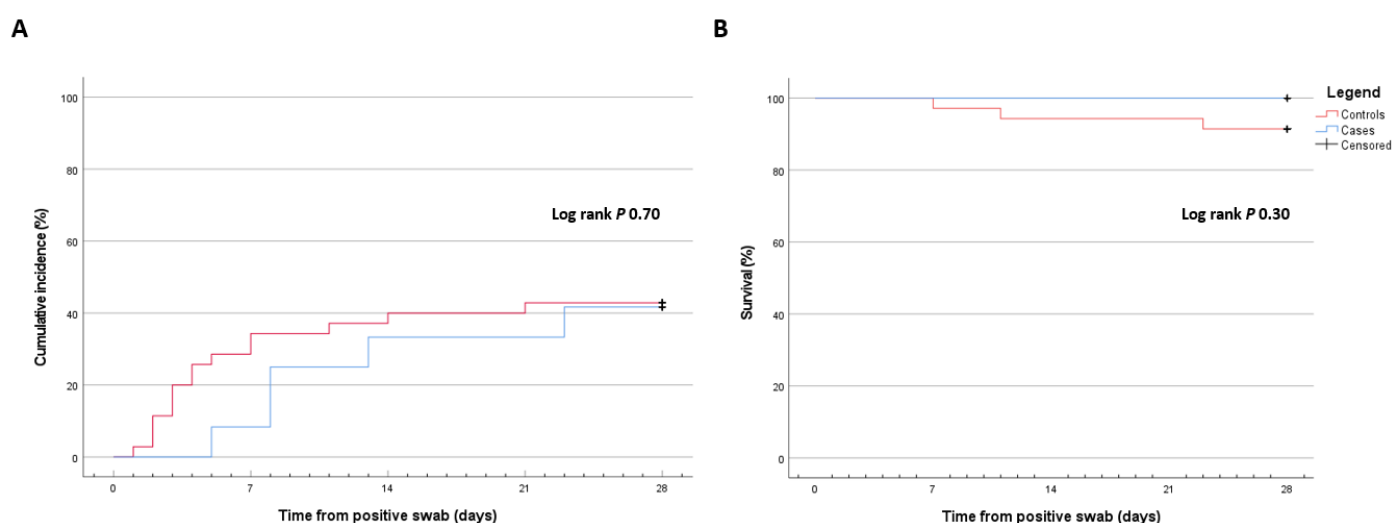 A
Cumulative incidence (%)
100
80
60
40
20
0
Log rank P 0.70
0 7 14 21 28
Time from positive swab (days)
B
Survival (%)
100
80
60
40
20
0
Log rank P 0.30
0 7 14 21 28
Time from positive swab (days)
Legend
Controls
Cases
Censored